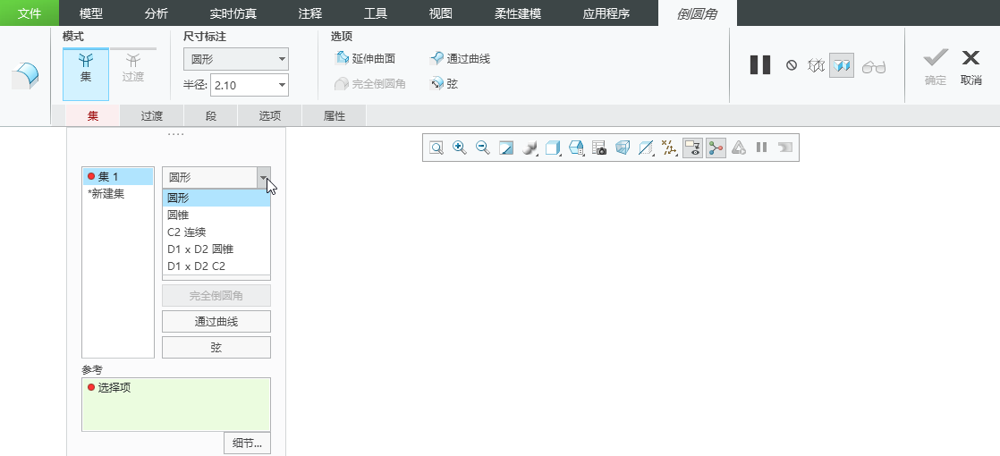 文件 模型 分析 实时仿真 注释 工具 视图 柔性建模 应用程序 倒圆角
模式 尺寸标注 选项
集 过渡 圆形 延伸曲面 通过曲线
半径: 2.10 完全倒圆角 弦
确定 取消
集 过渡 段 选项 属性
集 1 圆形
*新建集
圆形
圆锥
C2 连续
D1 x D2 圆锥
D1 x D2 C2
完全倒圆角
通过曲线
弦
参考
选择项
细节...